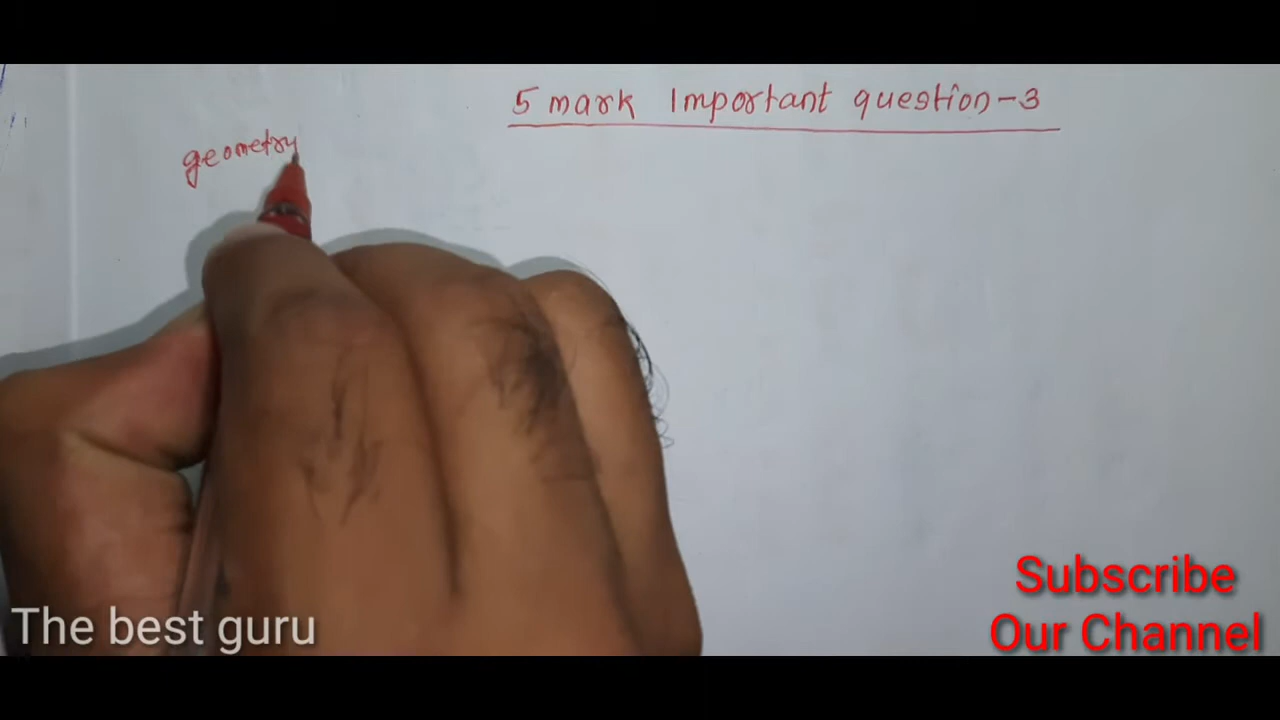 5 mark Important question-3
geometry
The best guru
Subscribe
Our Channel